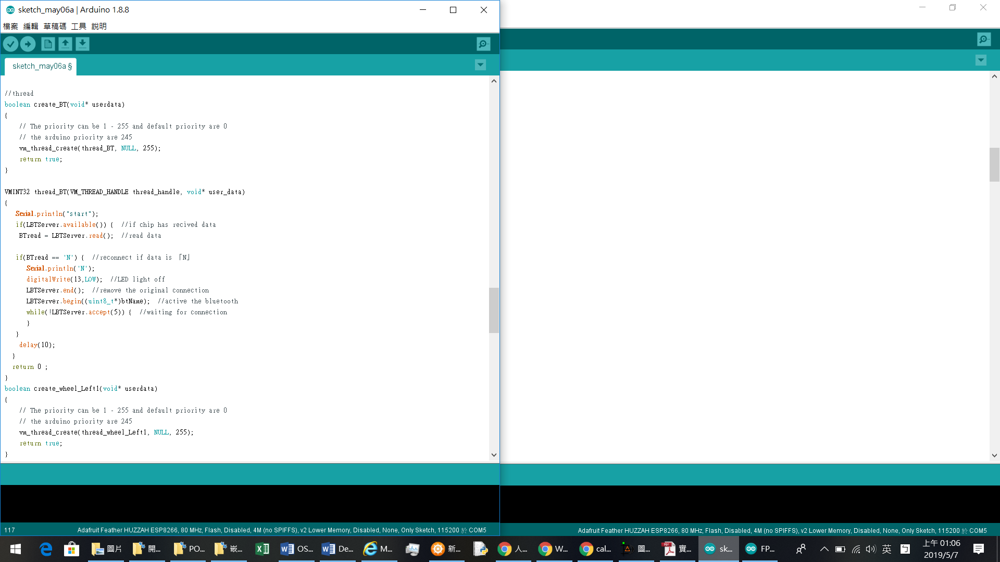 sketch_may06a | Arduino 1.8.8
檔案 編輯 草稿碼 工具 說明
sketch_may06a §
//thread
boolean create_BT(void* userdata)
{
// The priority can be 1 - 255 and default priority are 0
// the arduino priority are 245
vm_thread_create(thread_BT, NULL, 255);
return true;
}
VMINT32 thread_BT(VM_THREAD_HANDLE thread_handle, void* user_data)
{
Serial.println("start");
if(LBTServer.available()) {  //if chip has recived data
BTread = LBTServer.read();  //read data
if(BTread == 'N') {  //reconnect if data is 「N」
Serial.println('N');
digitalWrite(13,LOW);  //LED light off
LBTServer.end();  //remove the original connection
LBTServer.begin((uint8_t*)btName);  //active the bluetooth
while(!LBTServer.accept(5)) {  //waiting for connection
}
}
delay(10);
}
return 0 ;
}
boolean create_wheel_Left1(void* userdata)
{
// The priority can be 1 - 255 and default priority are 0
// the arduino priority are 245
vm_thread_create(thread_wheel_Left1, NULL, 255);
return true;
}
117
Adafruit Feather HUZZAH ESP8266, 80 MHz, Flash, Disabled, 4M (no SPIFFS), v2 Lower Memory, Disabled, None, Only Sketch, 115200 於 COM5
Adafruit Feather HUZZAH ESP8266, 80 MHz, Flash, Disabled, 4M (no SPIFFS), v2 Lower Memory, Disabled, None, Only Sketch, 115200 於 COM5
圖片 開... PO... 嵌... OS... De... M... 新... 人... W... cal... 圖... 實... sk... FP... 英 上午 01:06
2019/5/7